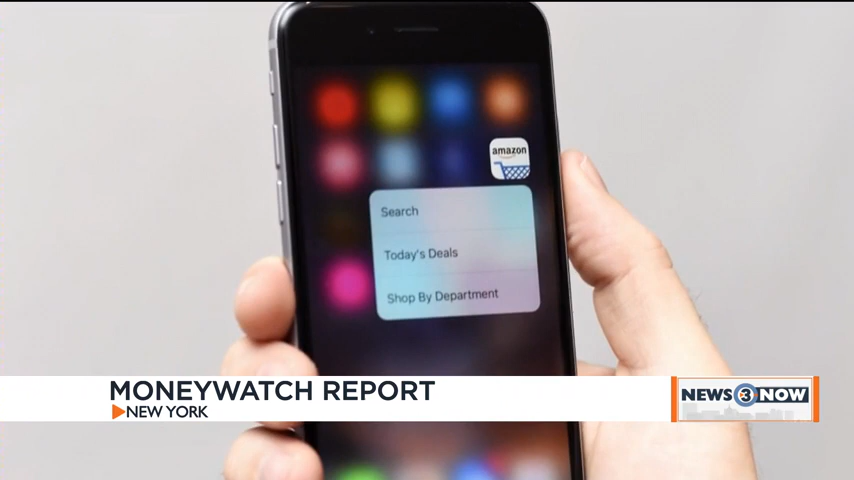 amazon
Search
Today's Deals
Shop By Department
MONEYWATCH REPORT
NEW YORK
NEWS 3 NOW